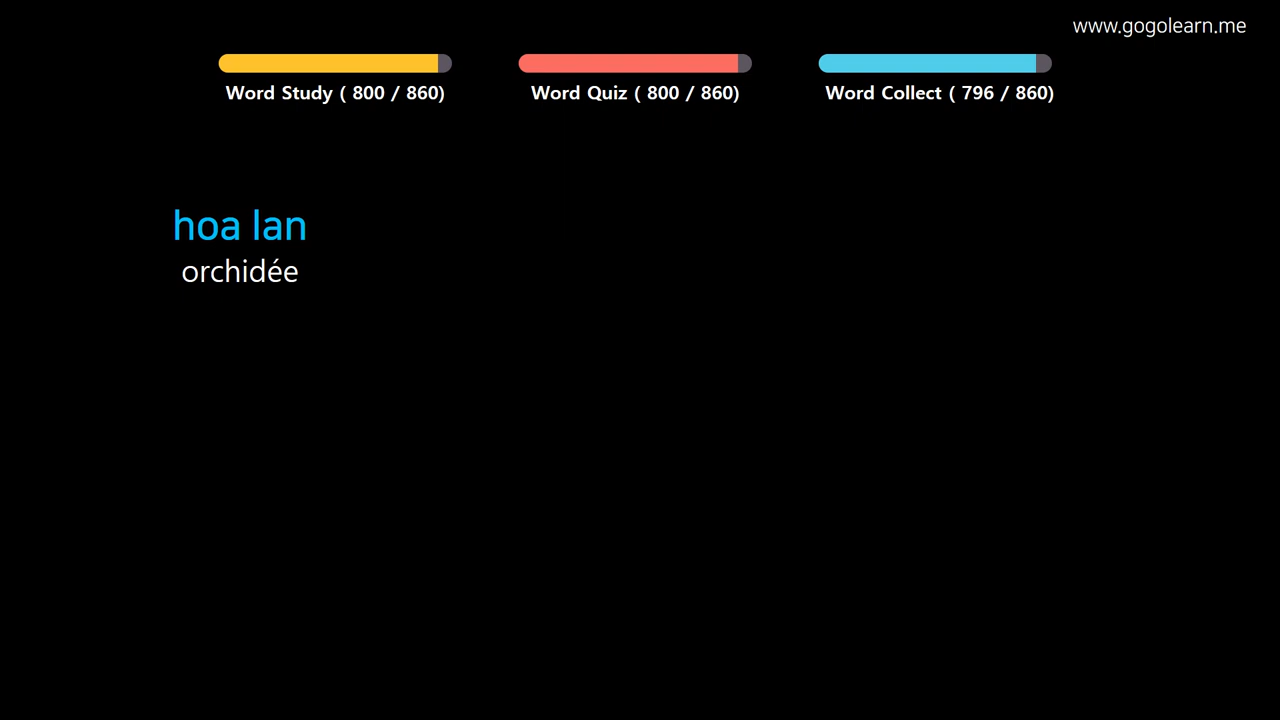 www.gogolearn.me
Word Study ( 800 / 860)
Word Quiz ( 800 / 860)
Word Collect ( 796 / 860)
hoa lan
orchidée